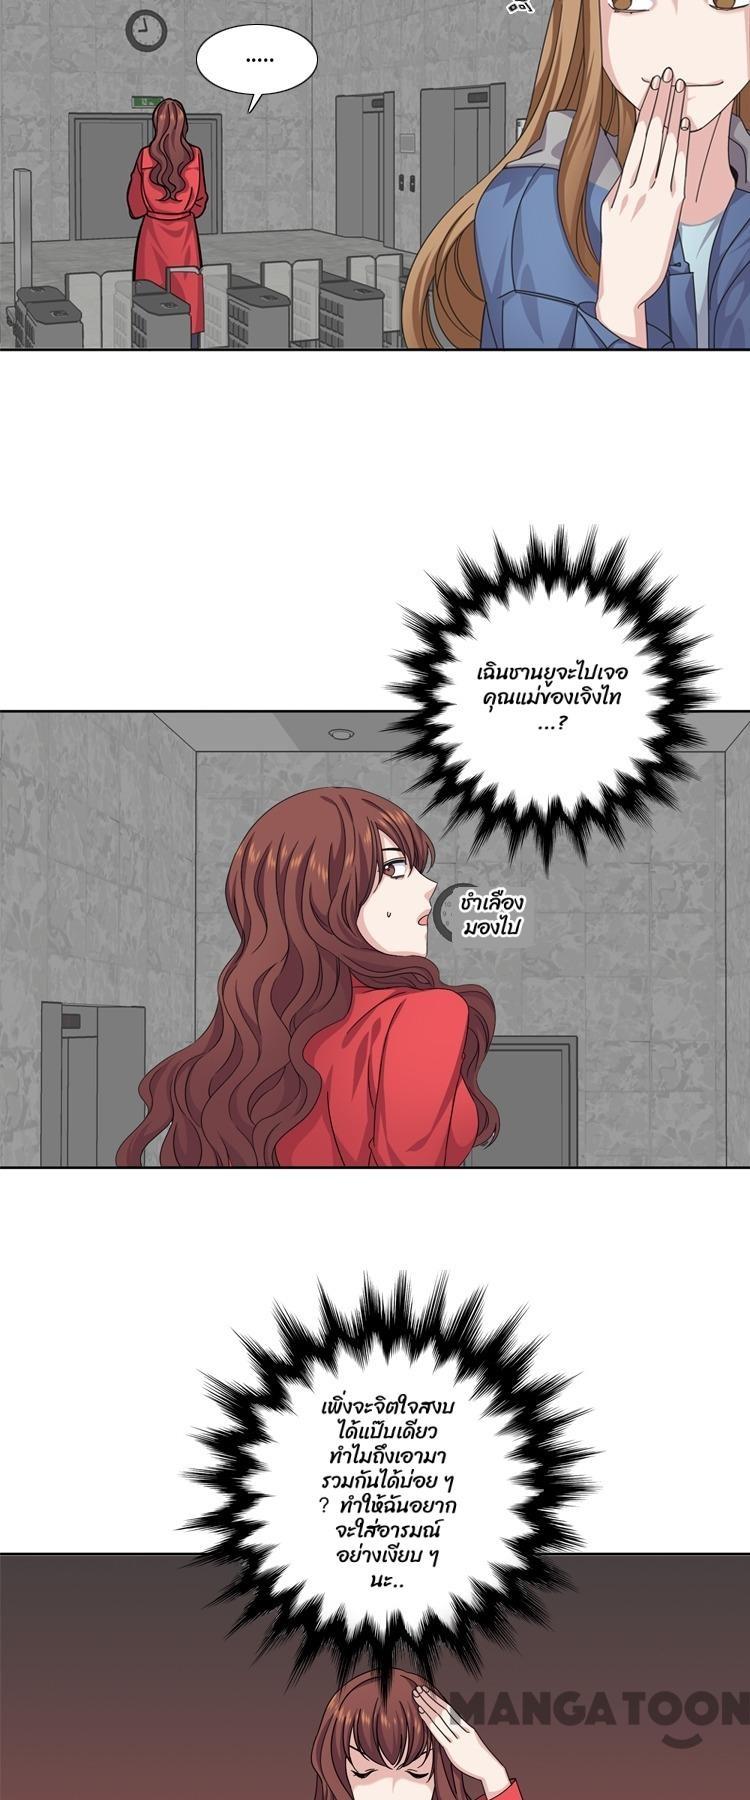 .....
เฉินชานยูจะไปเจอ
คุณแม่ของเจิงไท
...?
ชำเลือง
มองไป
เพิ่งจะจิตใจสงบ
ได้แป๊บเดียว
ทำไมถึงเอามา
รวมกันได้บ่อย ๆ
? ทำให้ฉันอยาก
จะใส่อารมณ์
อย่างเงียบ ๆ
นะ..
MANGATOON